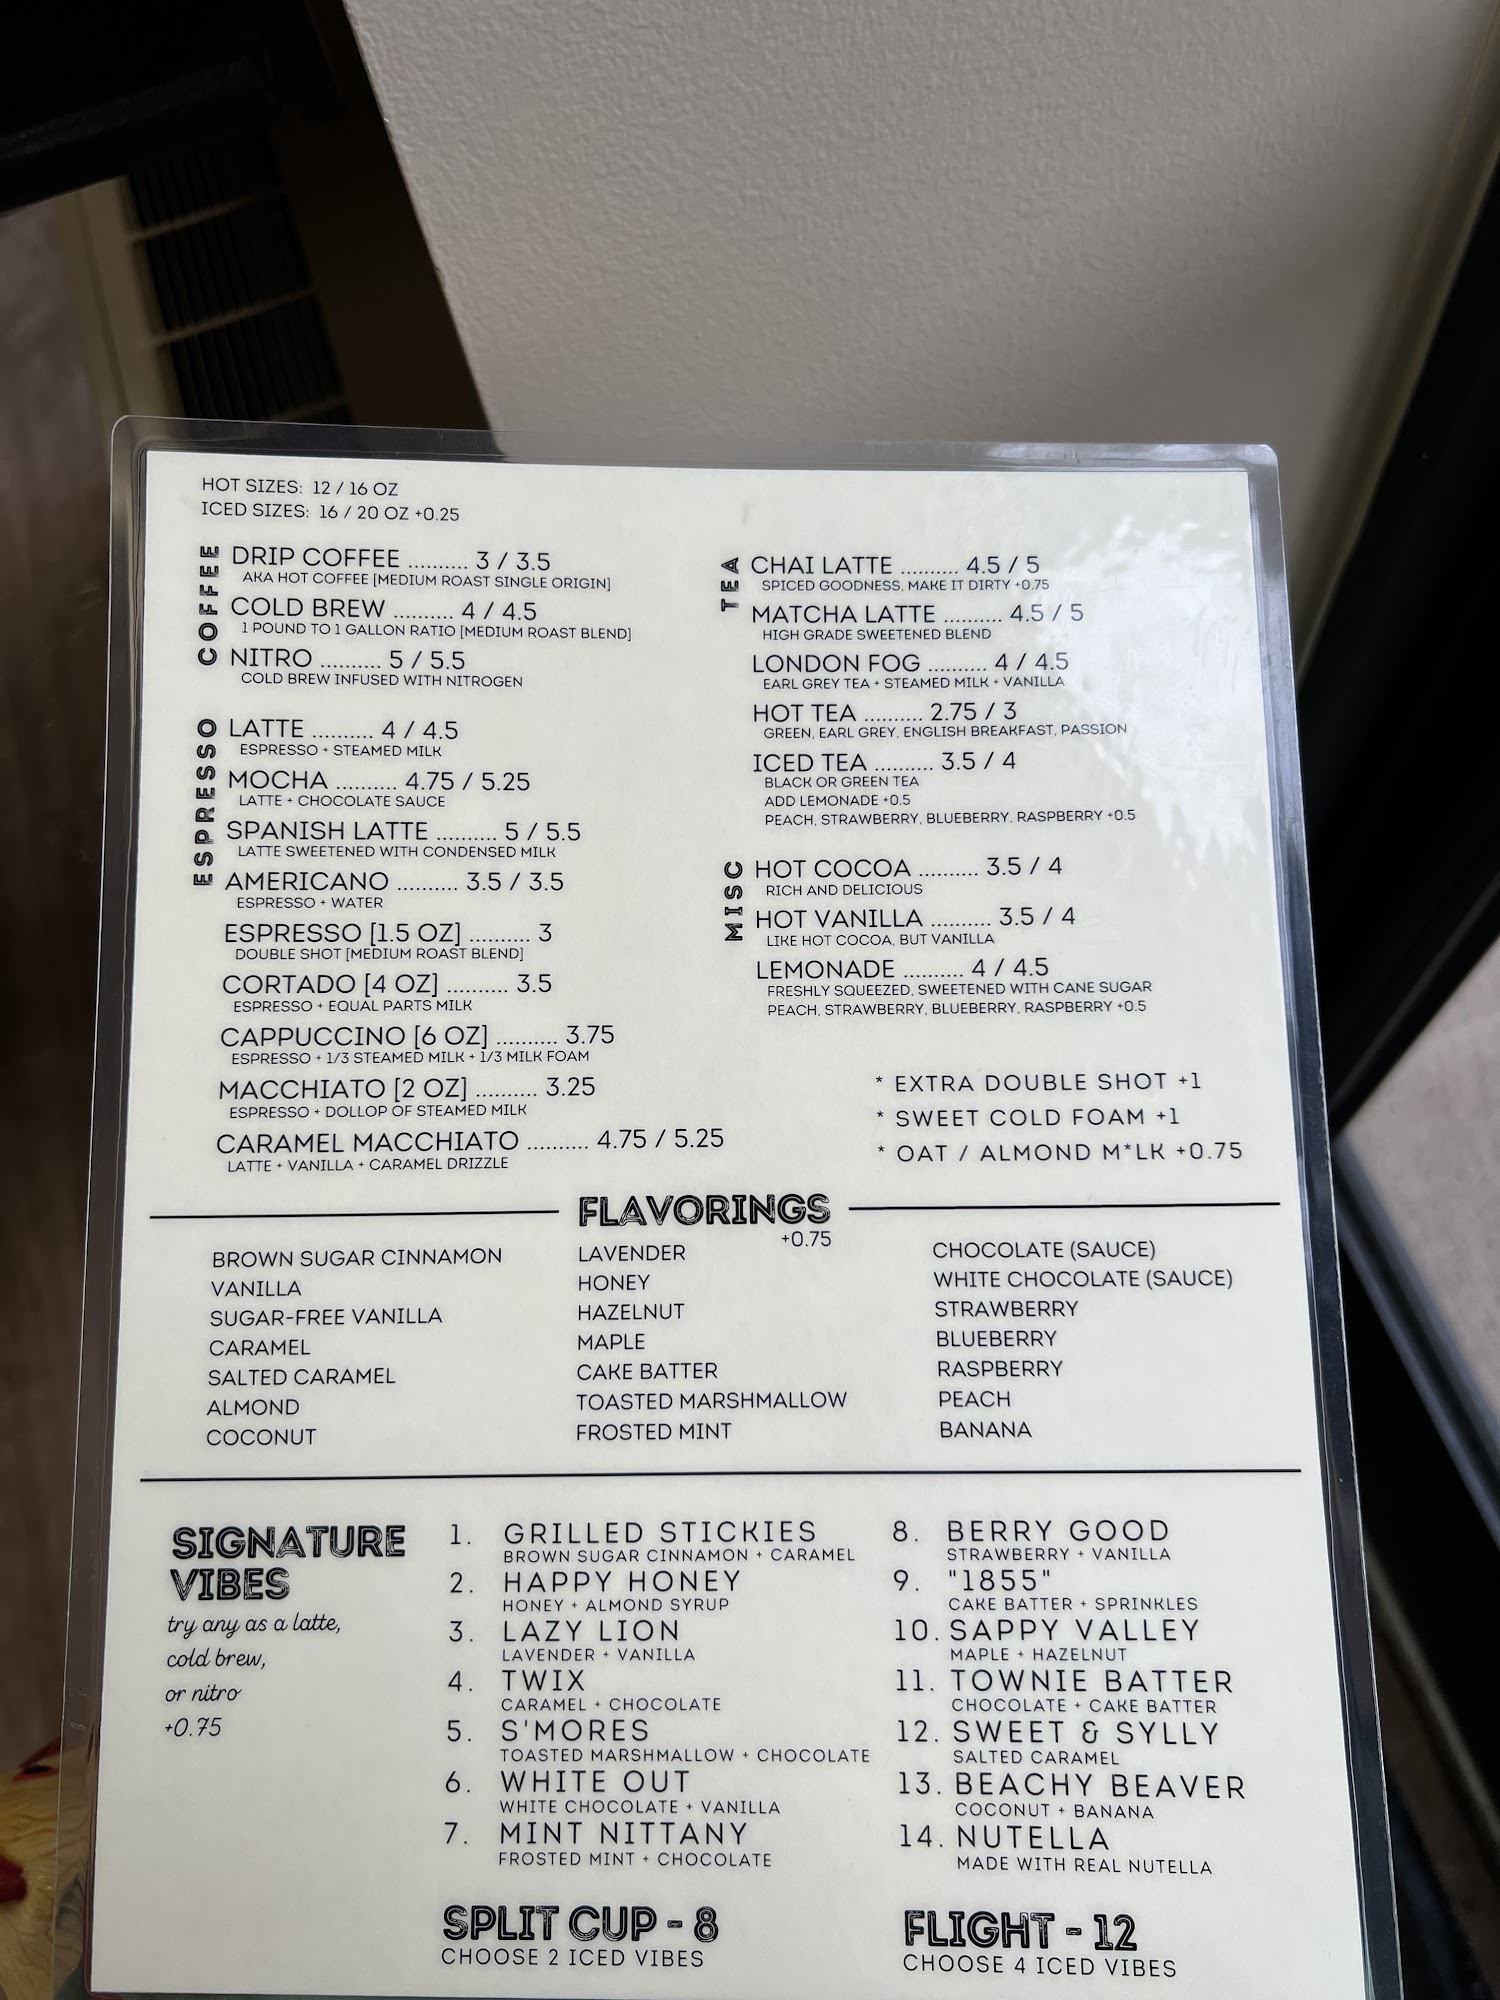 HOT SIZES: 12 / 16 OZ
ICED SIZES: 16 / 20 OZ +0.25
COFFEE
DRIP COFFEE .......... 3 / 3.5
AKA HOT COFFEE [MEDIUM ROAST SINGLE ORIGIN]
COLD BREW .......... 4 / 4.5
1 POUND TO 1 GALLON RATIO [MEDIUM ROAST BLEND]
NITRO .......... 5 / 5.5
COLD BREW INFUSED WITH NITROGEN
ESPRESSO
LATTE .......... 4 / 4.5
ESPRESSO + STEAMED MILK
MOCHA .......... 4.75 / 5.25
LATTE + CHOCOLATE SAUCE
SPANISH LATTE .......... 5 / 5.5
LATTE SWEETENED WITH CONDENSED MILK
AMERICANO .......... 3.5 / 3.5
ESPRESSO + WATER
ESPRESSO [1.5 OZ] .......... 3
DOUBLE SHOT [MEDIUM ROAST BLEND]
CORTADO [4 OZ] .......... 3.5
ESPRESSO + EQUAL PARTS MILK
CAPPUCCINO [6 OZ] .......... 3.75
ESPRESSO + 1/3 STEAMED MILK + 1/3 MILK FOAM
MACCHIATO [2 OZ] .......... 3.25
ESPRESSO + DOLLOP OF STEAMED MILK
CARAMEL MACCHIATO .......... 4.75 / 5.25
LATTE + VANILLA + CARAMEL DRIZZLE
TEA
CHAI LATTE .......... 4.5 / 5
SPICED GOODNESS, MAKE IT DIRTY +0.75
MATCHA LATTE .......... 4.5 / 5
HIGH GRADE SWEETENED BLEND
LONDON FOG .......... 4 / 4.5
EARL GREY TEA + STEAMED MILK + VANILLA
HOT TEA .......... 2.75 / 3
GREEN, EARL GREY, ENGLISH BREAKFAST, PASSION
ICED TEA .......... 3.5 / 4
BLACK OR GREEN TEA
ADD LEMONADE +0.5
PEACH, STRAWBERRY, BLUEBERRY, RASPBERRY +0.5
MISC
HOT COCOA .......... 3.5 / 4
RICH AND DELICIOUS
HOT VANILLA .......... 3.5 / 4
LIKE HOT COCOA, BUT VANILLA
LEMONADE .......... 4 / 4.5
FRESHLY SQUEEZED, SWEETENED WITH CANE SUGAR
PEACH, STRAWBERRY, BLUEBERRY, RASPBERRY +0.5
* EXTRA DOUBLE SHOT +1
* SWEET COLD FOAM +1
* OAT / ALMOND M*LK +0.75
FLAVORINGS
+0.75
BROWN SUGAR CINNAMON
VANILLA
SUGAR-FREE VANILLA
CARAMEL
SALTED CARAMEL
ALMOND
COCONUT
LAVENDER
HONEY
HAZELNUT
MAPLE
CAKE BATTER
TOASTED MARSHMALLOW
FROSTED MINT
CHOCOLATE (SAUCE)
WHITE CHOCOLATE (SAUCE)
STRAWBERRY
BLUEBERRY
RASPBERRY
PEACH
BANANA
SIGNATURE
VIBES
try any as a latte,
cold brew,
or nitro
+0.75
1. GRILLED STICKIES
BROWN SUGAR CINNAMON + CARAMEL
2. HAPPY HONEY
HONEY + ALMOND SYRUP
3. LAZY LION
LAVENDER + VANILLA
4. TWIX
CARAMEL + CHOCOLATE
5. S'MORES
TOASTED MARSHMALLOW + CHOCOLATE
6. WHITE OUT
WHITE CHOCOLATE + VANILLA
7. MINT NITTANY
FROSTED MINT + CHOCOLATE
8. BERRY GOOD
STRAWBERRY + VANILLA
9. "1855"
CAKE BATTER + SPRINKLES
10. SAPPY VALLEY
MAPLE + HAZELNUT
11. TOWNIE BATTER
CHOCOLATE + CAKE BATTER
12. SWEET & SYLLY
SALTED CARAMEL
13. BEACHY BEAVER
COCONUT + BANANA
14. NUTELLA
MADE WITH REAL NUTELLA
SPLIT CUP - 8
CHOOSE 2 ICED VIBES
FLIGHT - 12
CHOOSE 4 ICED VIBES